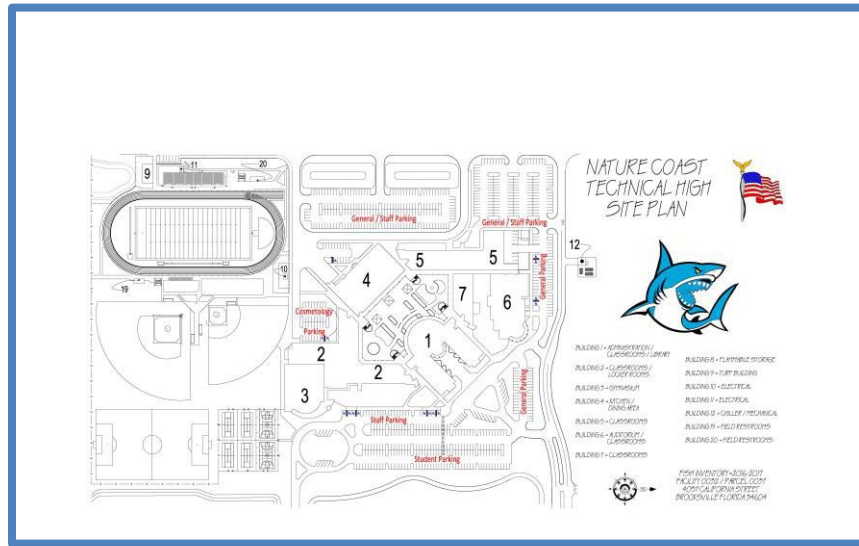 NATURE COAST
TECHNICAL HIGH
SITE PLAN
9
11
20
General / Staff Parking
General / Staff Parking
12
10
19
4
5
5
General Parking
Cosmetology
Parking
7
6
1
2
2
3
General Parking
Staff Parking
Student Parking
BUILDING 1 = ADMINISTRATION /
CLASSROOMS / LIBRARY
BUILDING 2 = CLASSROOMS /
LOCKER ROOMS
BUILDING 3 = GYMNASIUM
BUILDING 4 = KITCHEN /
DINING AREA
BUILDING 5 = CLASSROOMS
BUILDING 6 = AUDITORIUM /
CLASSROOMS
BUILDING 7 = CLASSROOMS
BUILDING 8 = FLAMMABLE STORAGE
BUILDING 9 = TURF BUILDING
BUILDING 10 = ELECTRICAL
BUILDING 11 = ELECTRICAL
BUILDING 12 = CHILLER / MECHANICAL
BUILDING 19 = FIELD RESTROOMS
BUILDING 20 = FIELD RESTROOMS
FISH INVENTORY = 2016-2017
FACILITY 0032 / PARCEL 0037
4057 CALIFORNIA STREET
BROOKSVILLE FLORIDA 34604